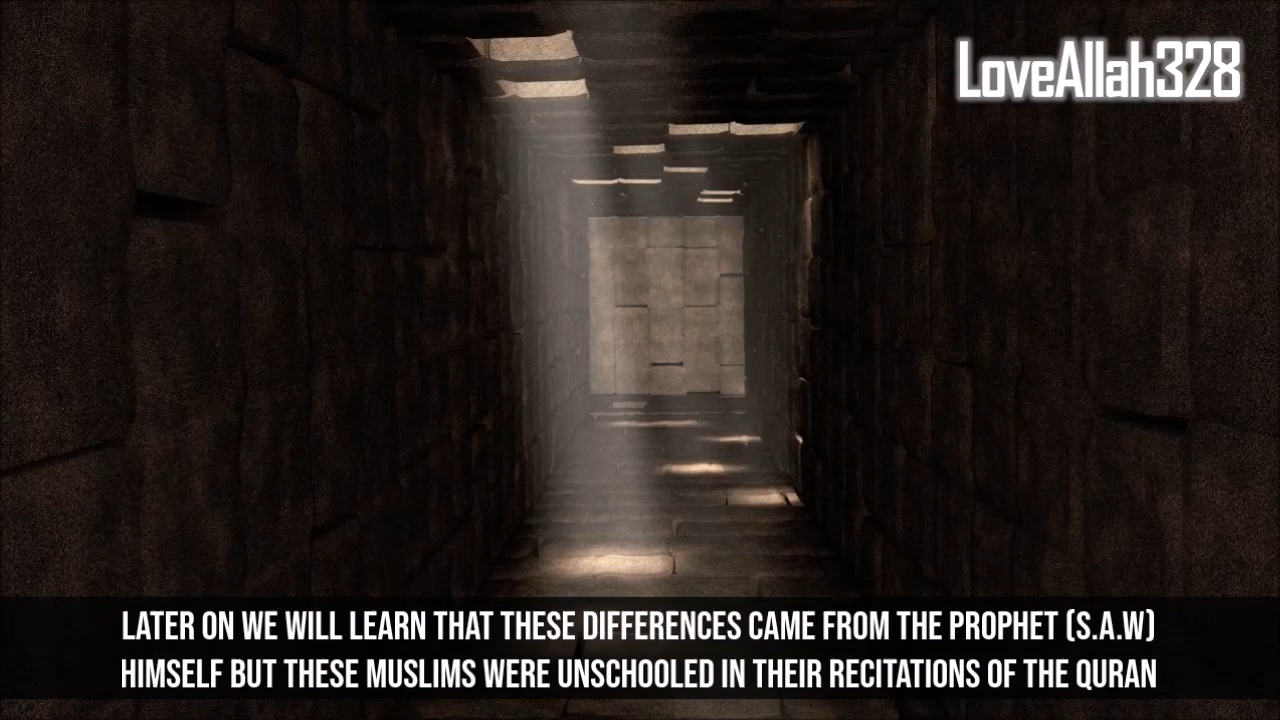 LoveAllah328
LATER ON WE WILL LEARN THAT THESE DIFFERENCES CAME FROM THE PROPHET (S.A.W)
HIMSELF BUT THESE MUSLIMS WERE UNSCHOOLED IN THEIR RECITATIONS OF THE QURAN